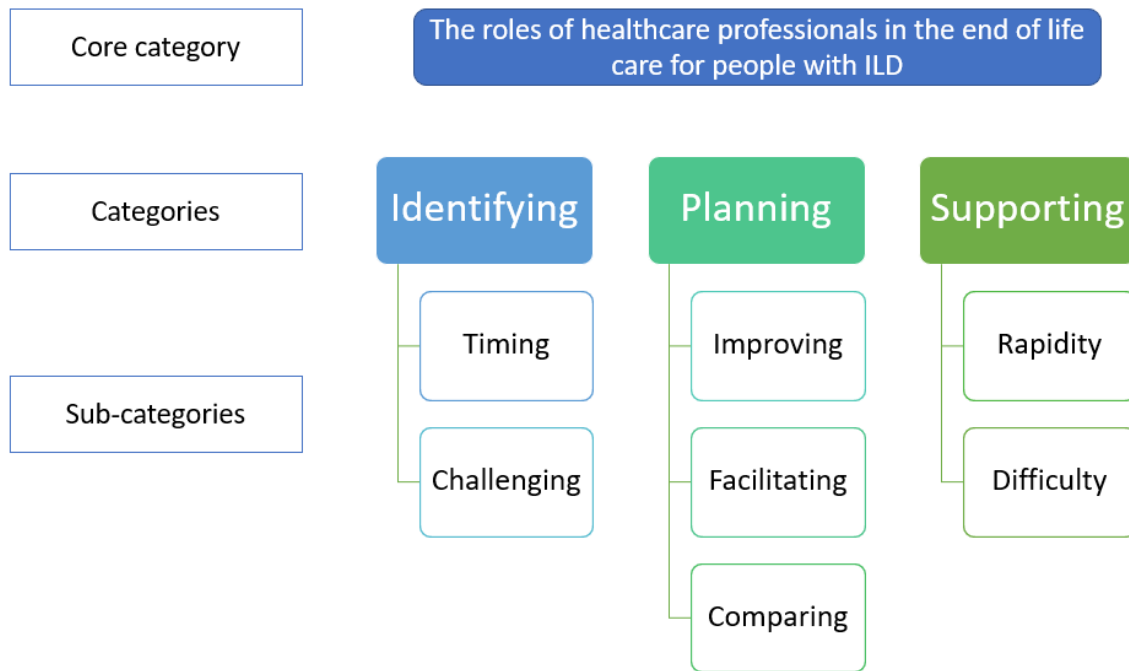 Core category
The roles of healthcare professionals in the end of life
care for people with ILD
Categories
Identifying
Planning
Supporting
Sub-categories
Timing
Challenging
Improving
Facilitating
Comparing
Rapidity
Difficulty